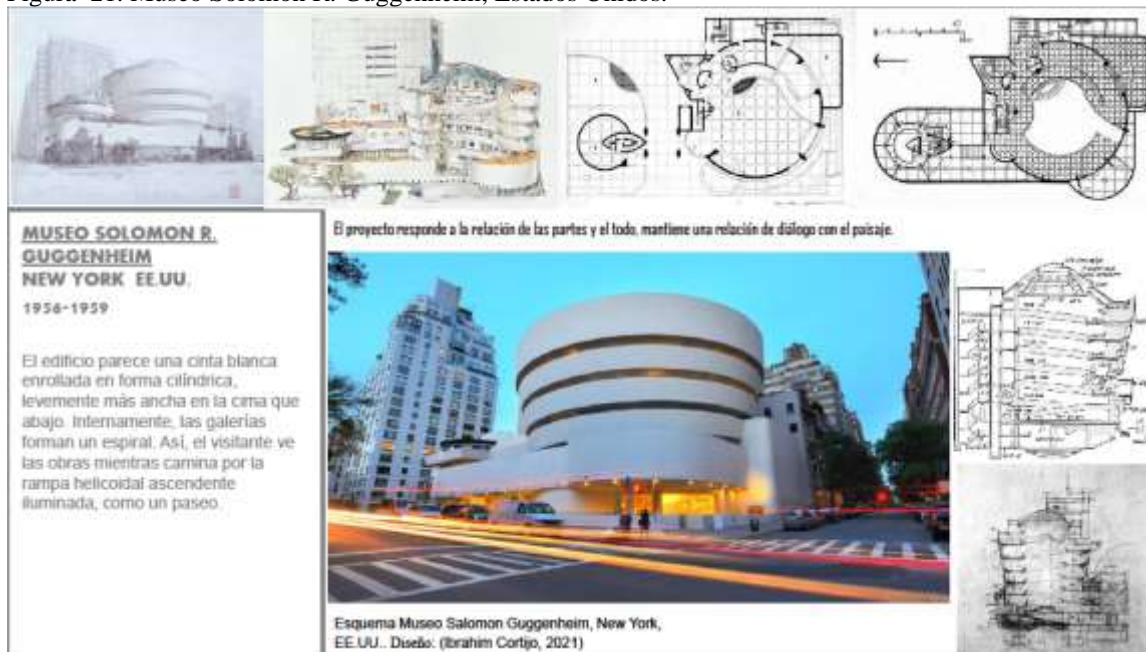 Figura 21. Museo Solomon R. Guggenheim, Estados Unidos.
MUSEO SOLOMON R.
GUGGENHEIM
NEW YORK EE.UU.
1956-1959
El edificio parece una cinta blanca
enrollada en forma cilíndrica,
levemente más ancha en la cima que
abajo. Internamente, las galerías
forman un espiral. Así, el visitante ve
las obras mientras camina por la
rampa helicoidal ascendente
iluminada, como un paseo.
El proyecto responde a la relación de las partes y el todo, mantiene una relación de diálogo con el paisaje.
Esquema Museo Salomon Guggenheim, New York,
EE.UU.. Diseño: (Ibrahim Cortijo, 2021)